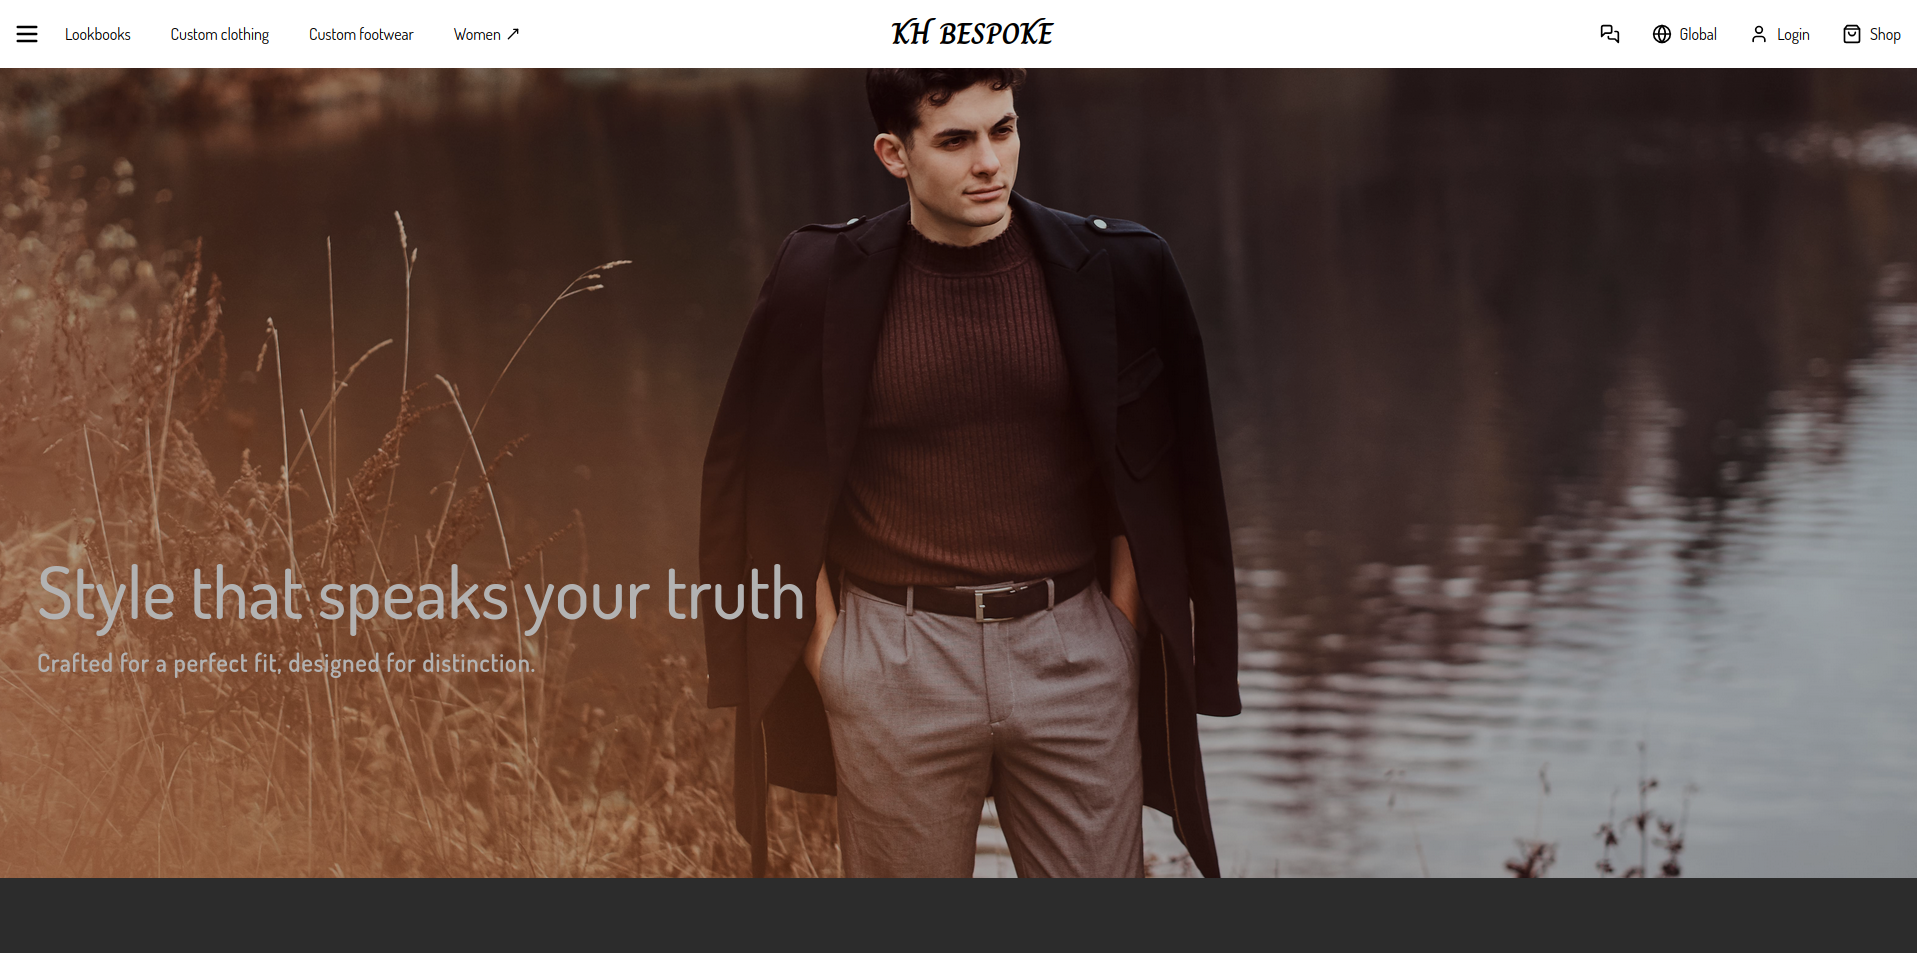 Lookbooks
Custom clothing
Custom footwear
Women ↗
KH BESPOKE
Global
Login
Shop
Style that speaks your truth
Crafted for a perfect fit, designed for distinction.